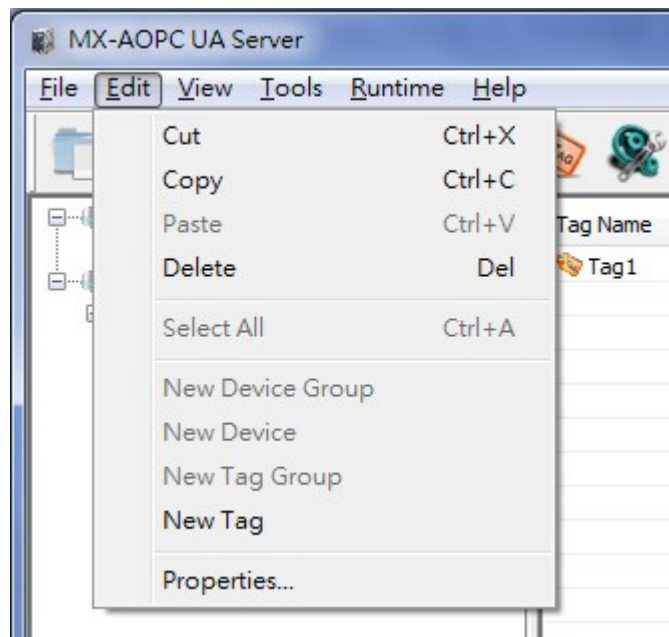 MX-AOPC UA Server
File Edit View Tools Runtime Help
Cut Ctrl+X
Copy Ctrl+C
Paste Ctrl+V
Tag Name
Delete Del
Tag1
Select All Ctrl+A
New Device Group
New Device
New Tag Group
New Tag
Properties...